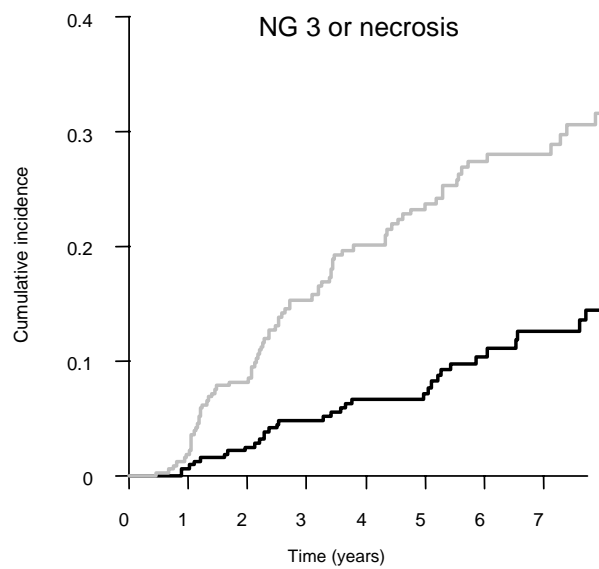 NG 3 or necrosis
Cumulative incidence
0.4
0.3
0.2
0.1
0
0 1 2 3 4 5 6 7
Time (years)